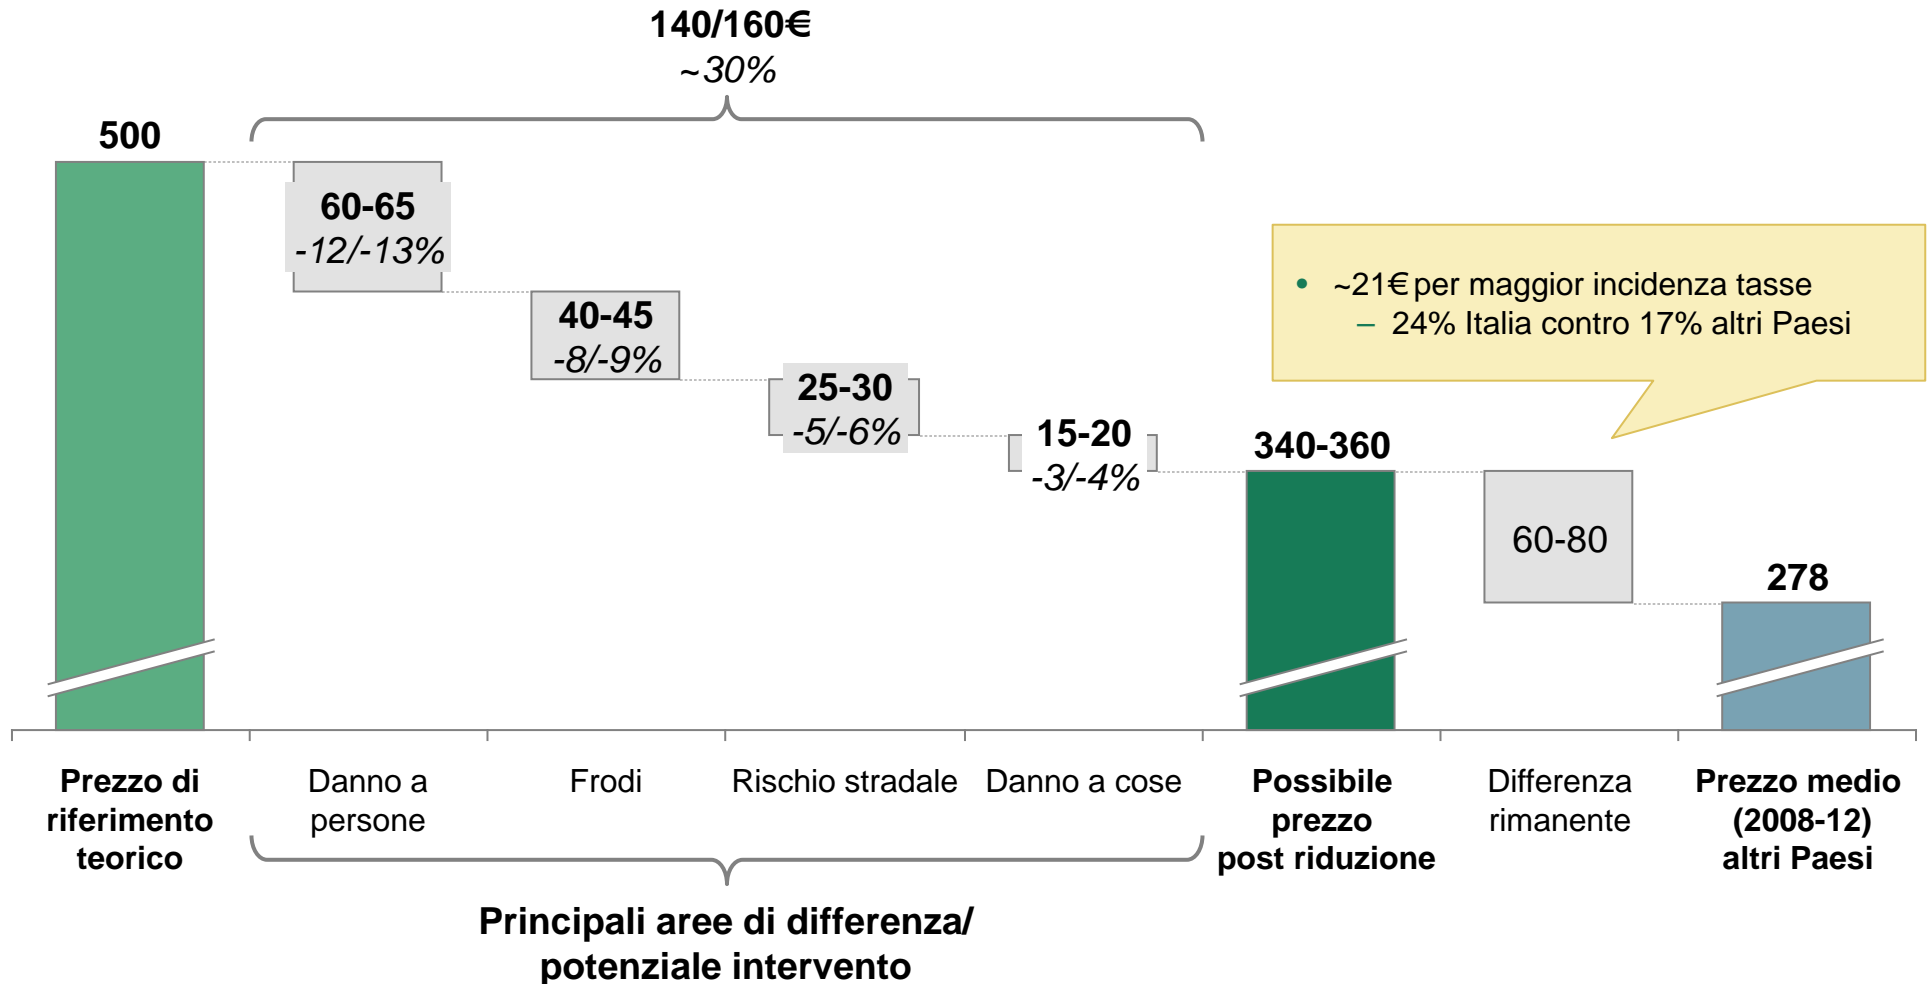 140/160€
~30%
500
60-65
-12/-13%
40-45
-8/-9%
25-30
-5/-6%
15-20
-3/-4%
340-360
• ~21€ per maggior incidenza tasse
– 24% Italia contro 17% altri Paesi
60-80
278
Prezzo di
riferimento
teorico
Danno a
persone
Frodi
Rischio stradale
Danno a cose
Possibile
prezzo
post riduzione
Differenza
rimanente
Prezzo medio
(2008-12)
altri Paesi
Principali aree di differenza/
potenziale intervento